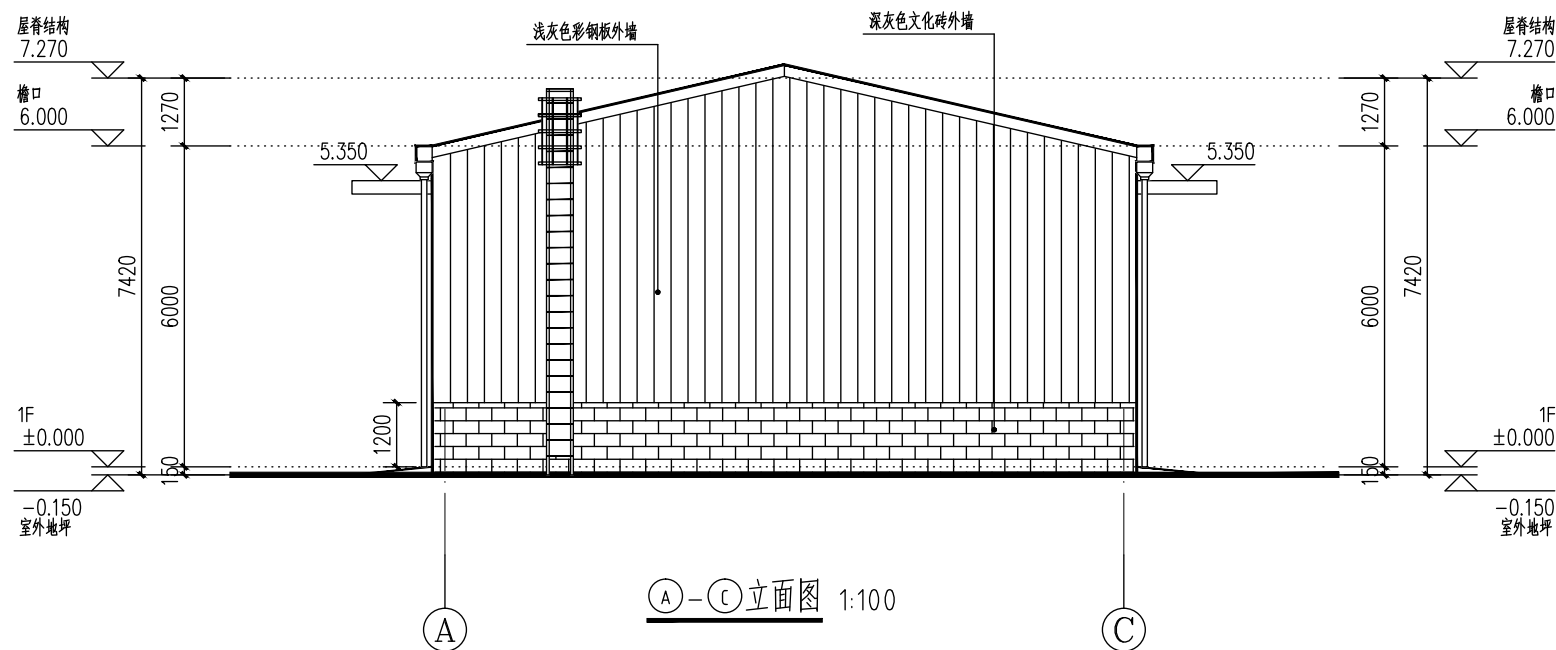 屋脊结构
7.270
檐口
6.000
5.350
1270
6000
7420
1200
150
1F
±0.000
-0.150
室外地坪
浅灰色彩钢板外墙
深灰色文化砖外墙
屋脊结构
7.270
檐口
6.000
5.350
1270
6000
7420
150
1F
±0.000
-0.150
室外地坪
A-C立面图 1:100
A
C